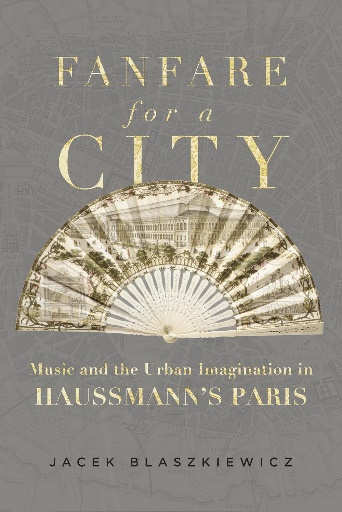 FANFARE
for a
CITY
Music and the Urban Imagination in
HAUSSMANN'S PARIS
JACEK BLASZKIEWICZ